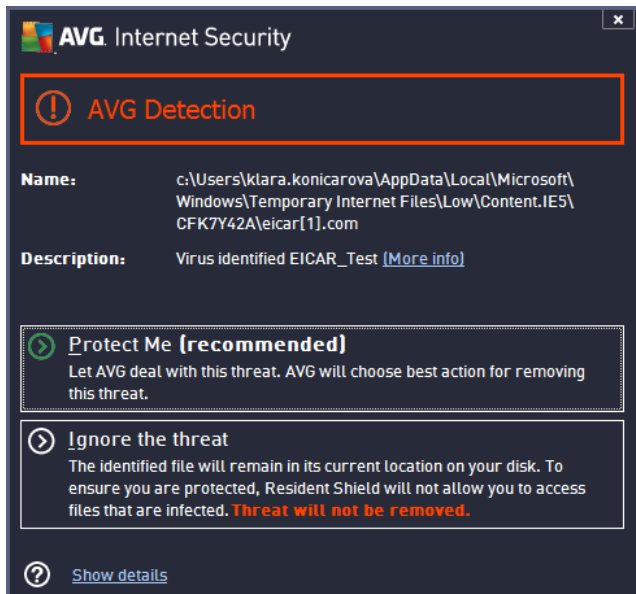 AVG. Internet Security
x
AVG Detection
Name: c:\Users\klara.konicarova\AppData\Local\Microsoft\
Windows\Temporary Internet Files\Low\Content.IE5\
CFK7Y42A\eicar[1].com
Description: Virus identified EICAR_Test (More info)
Protect Me (recommended)
Let AVG deal with this threat. AVG will choose best action for removing
this threat.
Ignore the threat
The identified file will remain in its current location on your disk. To
ensure you are protected, Resident Shield will not allow you to access
files that are infected. Threat will not be removed.
? Show details